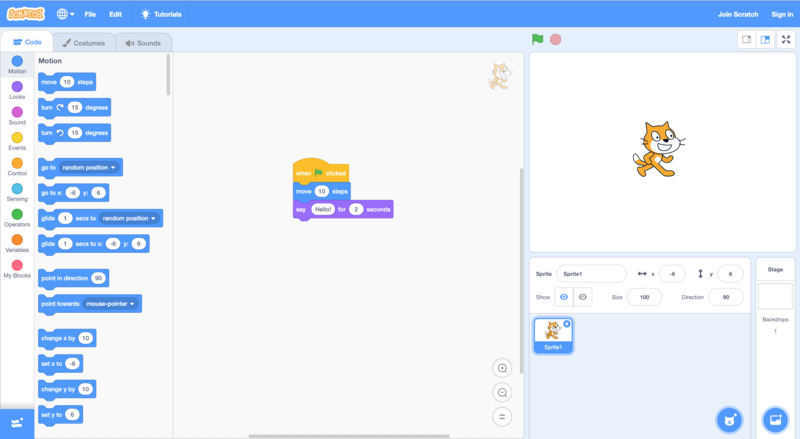 SCRATCH
File
Edit
Tutorials
Join Scratch
Sign in
Code
Costumes
Sounds
Motion
Looks
Sound
Events
Control
Sensing
Operators
Variables
My Blocks
Motion
move 10 steps
turn 15 degrees
turn 15 degrees
go to random position
go to x: -6 y: 6
glide 1 secs to random position
glide 1 secs to x: -6 y: 6
point in direction 90
point towards mouse-pointer
change x by 10
set x to -6
change y by 10
set y to 6
when clicked
move 10 steps
say Hello! for 2 seconds
Sprite Sprite1 x -6 y 6
Show Size 100 Direction 90
Sprite1
Stage
Backdrops
1